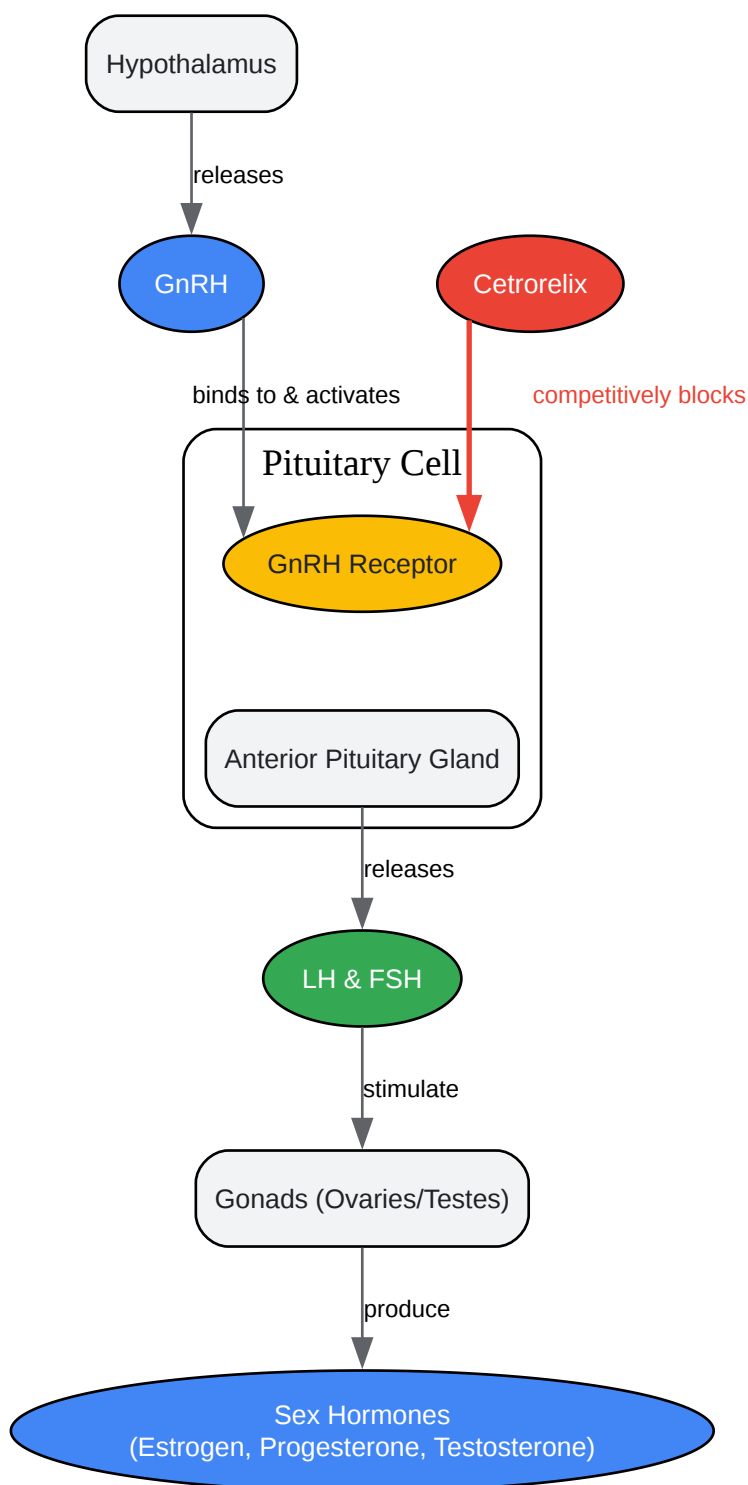 Hypothalamus
releases
GnRH
Cetrorelix
binds to & activates
competitively blocks
Pituitary Cell
GnRH Receptor
Anterior Pituitary Gland
releases
LH & FSH
stimulate
Gonads (Ovaries/Testes)
produce
Sex Hormones
(Estrogen, Progesterone, Testosterone)